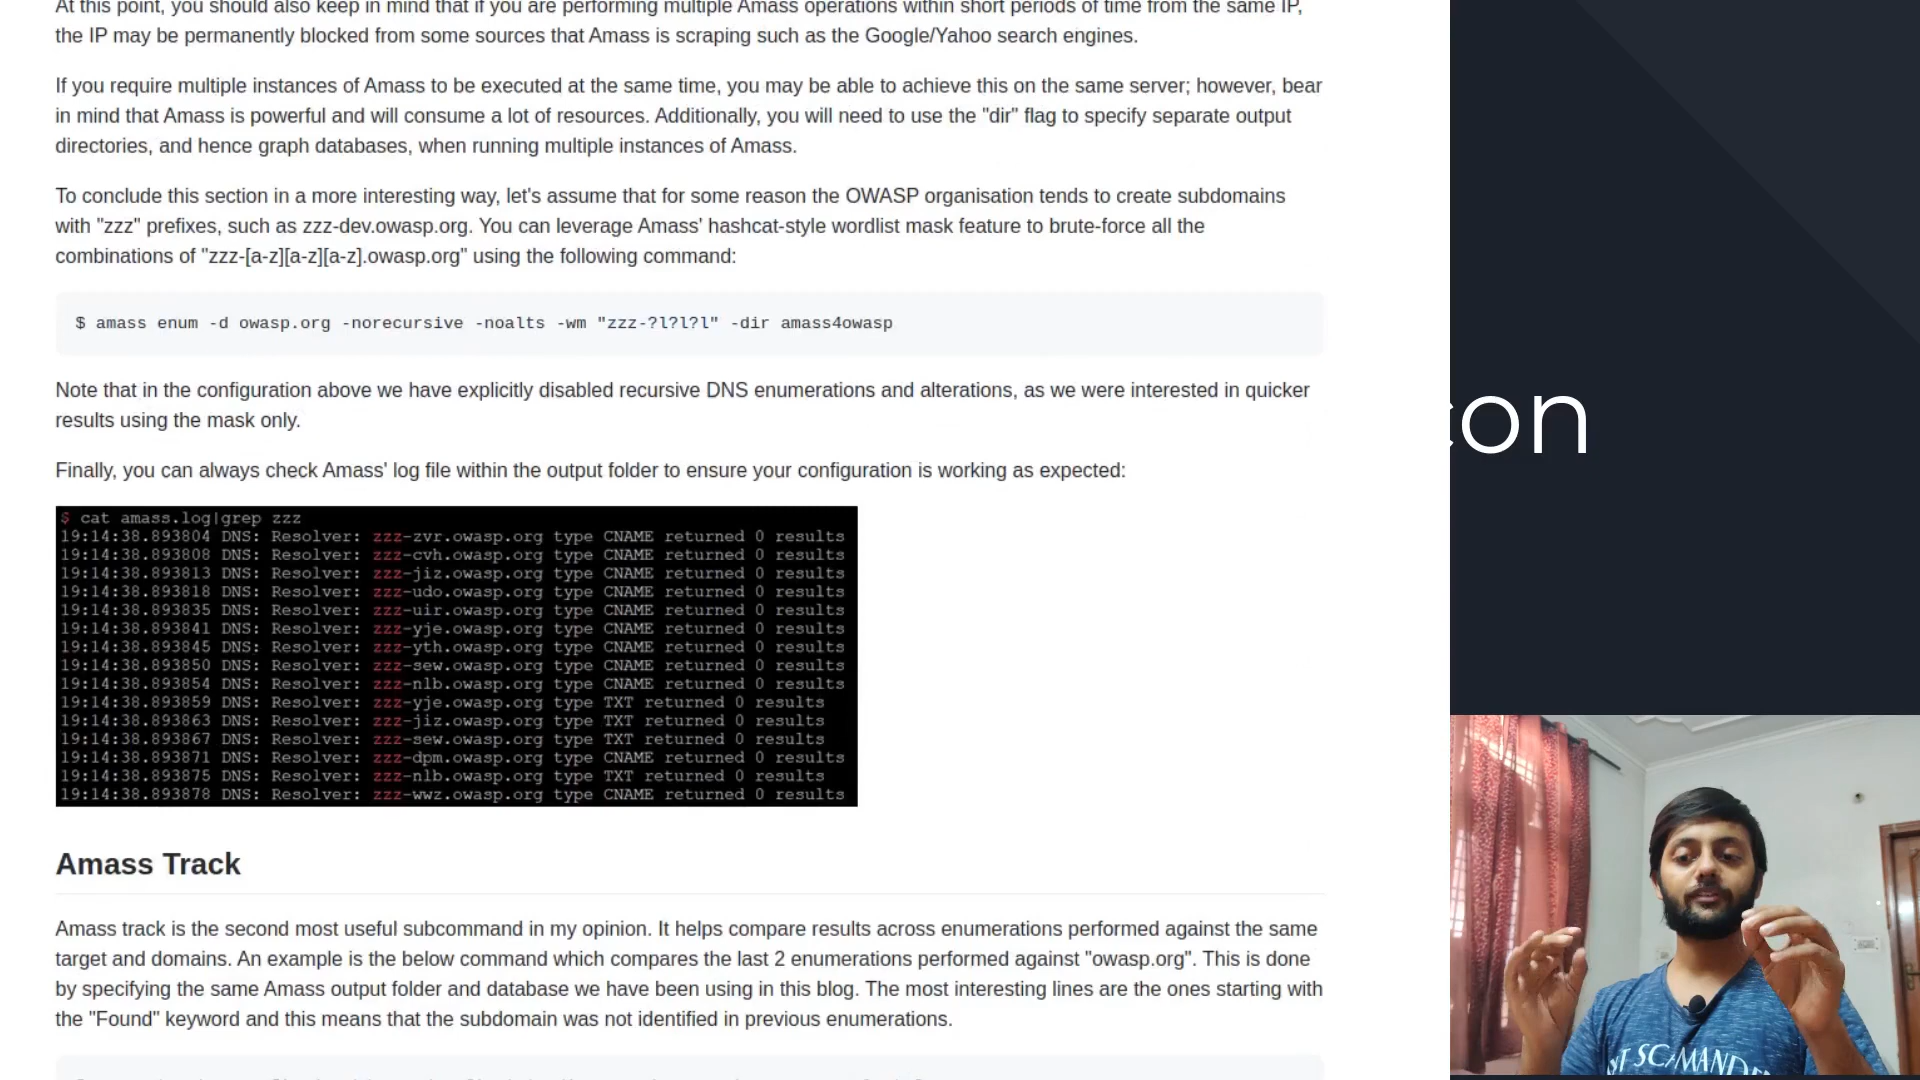 At this point, you should also keep in mind that if you are performing multiple Amass operations within short periods of time from the same IP,
the IP may be permanently blocked from some sources that Amass is scraping such as the Google/Yahoo search engines.
If you require multiple instances of Amass to be executed at the same time, you may be able to achieve this on the same server; however, bear
in mind that Amass is powerful and will consume a lot of resources. Additionally, you will need to use the "dir" flag to specify separate output
directories, and hence graph databases, when running multiple instances of Amass.
To conclude this section in a more interesting way, let's assume that for some reason the OWASP organisation tends to create subdomains
with "zzz" prefixes, such as zzz-dev.owasp.org. You can leverage Amass' hashcat-style wordlist mask feature to brute-force all the
combinations of "zzz-[a-z][a-z][a-z].owasp.org" using the following command:
$ amass enum -d owasp.org -norecursive -noalts -wm "zzz-?l?l?l" -dir amass4owasp
Note that in the configuration above we have explicitly disabled recursive DNS enumerations and alterations, as we were interested in quicker
results using the mask only.
Finally, you can always check Amass' log file within the output folder to ensure your configuration is working as expected:
$ cat amass.log|grep zzz
19:14:38.893804 DNS: Resolver: zzz-zvr.owasp.org type CNAME returned 0 results
19:14:38.893808 DNS: Resolver: zzz-cvh.owasp.org type CNAME returned 0 results
19:14:38.893813 DNS: Resolver: zzz-jiz.owasp.org type CNAME returned 0 results
19:14:38.893818 DNS: Resolver: zzz-udo.owasp.org type CNAME returned 0 results
19:14:38.893835 DNS: Resolver: zzz-uir.owasp.org type CNAME returned 0 results
19:14:38.893841 DNS: Resolver: zzz-yje.owasp.org type CNAME returned 0 results
19:14:38.893845 DNS: Resolver: zzz-yth.owasp.org type CNAME returned 0 results
19:14:38.893850 DNS: Resolver: zzz-sew.owasp.org type CNAME returned 0 results
19:14:38.893854 DNS: Resolver: zzz-nlb.owasp.org type CNAME returned 0 results
19:14:38.893859 DNS: Resolver: zzz-yje.owasp.org type TXT returned 0 results
19:14:38.893863 DNS: Resolver: zzz-jiz.owasp.org type TXT returned 0 results
19:14:38.893867 DNS: Resolver: zzz-sew.owasp.org type TXT returned 0 results
19:14:38.893871 DNS: Resolver: zzz-dpm.owasp.org type CNAME returned 0 results
19:14:38.893875 DNS: Resolver: zzz-nlb.owasp.org type TXT returned 0 results
19:14:38.893878 DNS: Resolver: zzz-wwz.owasp.org type CNAME returned 0 results
Amass Track
Amass track is the second most useful subcommand in my opinion. It helps compare results across enumerations performed against the same
target and domains. An example is the below command which compares the last 2 enumerations performed against "owasp.org". This is done
by specifying the same Amass output folder and database we have been using in this blog. The most interesting lines are the ones starting with
the "Found" keyword and this means that the subdomain was not identified in previous enumerations.
con